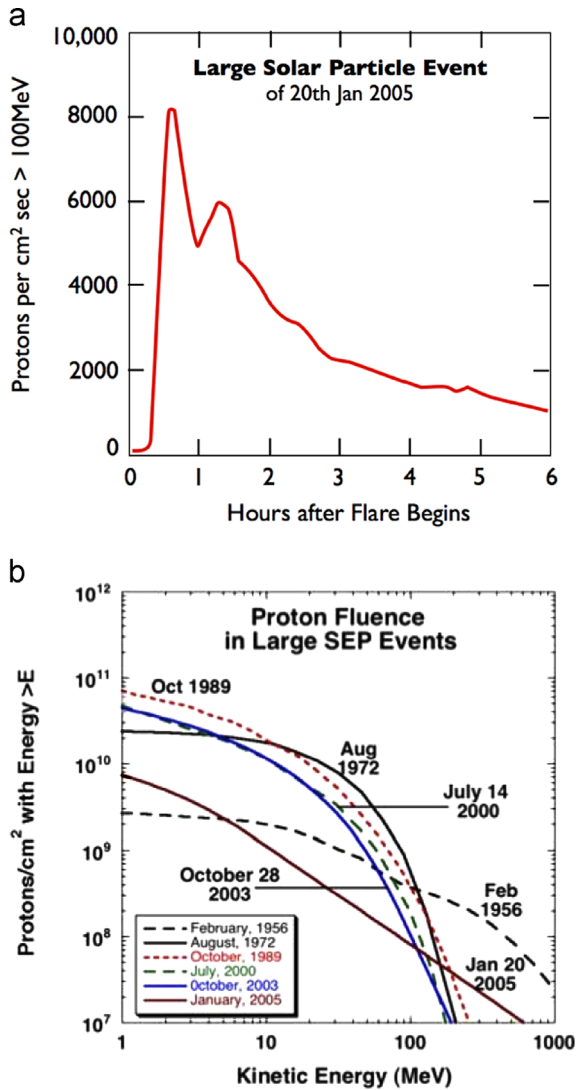 a
10,000
Large Solar Particle Event
of 20th Jan 2005
8000
6000
4000
2000
0
Protons per cm² sec > 100MeV
0 1 2 3 4 5 6
Hours after Flare Begins
b
10¹²
Proton Fluence
in Large SEP Events
10¹¹
Oct 1989
Aug
1972
10¹⁰
July 14
2000
10⁹
October 28
2003
Feb
1956
10⁸
Jan 20
2005
10⁷
February, 1956
August, 1972
October, 1989
July, 2000
0ctober, 2003
January, 2005
Protons/cm² with Energy >E
1 10 100 1000
Kinetic Energy (MeV)